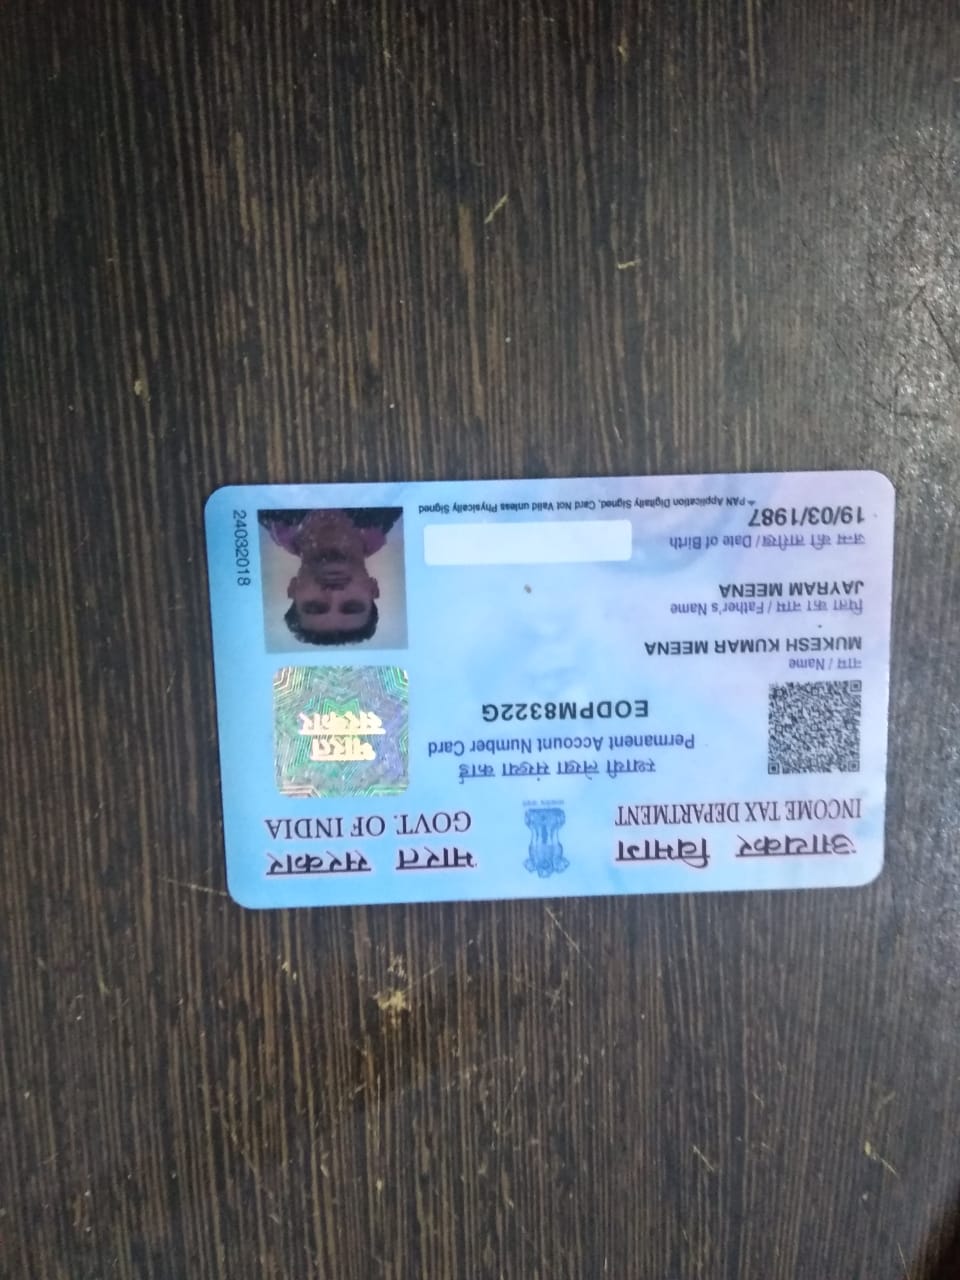 आयकर विभाग
INCOME TAX DEPARTMENT
भारत सरकार
GOVT. OF INDIA
स्थायी लेखा संख्या कार्ड
Permanent Account Number Card
EODPM8322G
भारत
सरकार
नाम / Name
MUKESH KUMAR MEENA
पिता का नाम / Father's Name
JAYRAM MEENA
जन्म की तारीख / Date of Birth
19/03/1987
PAN Application Digitally Signed, Card Not Valid unless Physically Signed
24032018